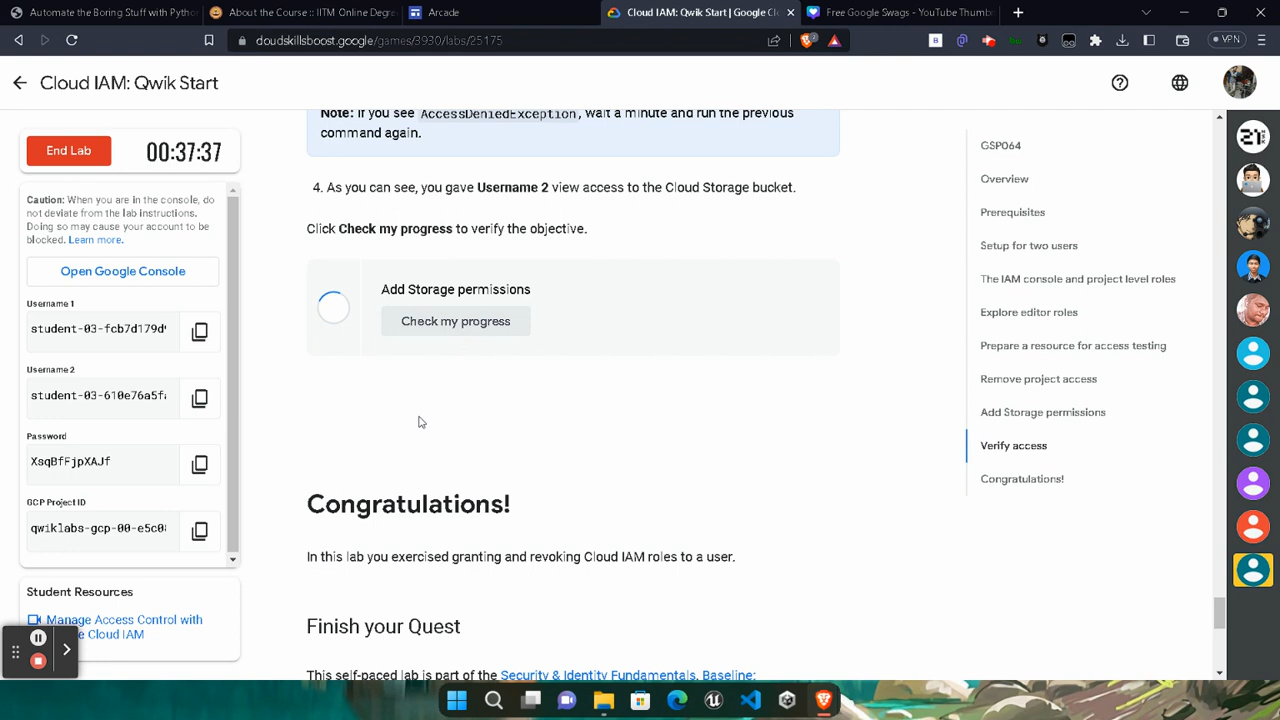 Automate the Boring Stuff with Pytho
About the Course :: IITM Online Degre
Arcade
Cloud IAM: Qwik Start | Google Cl
Free Google Swags - YouTube Thumb
cloudskillsboost.google/games/3930/labs/25175
VPN
Cloud IAM: Qwik Start
End Lab
00:37:37
Caution: When you are in the console, do
not deviate from the lab instructions.
Doing so may cause your account to be
blocked. Learn more.
Open Google Console
Username 1
student-03-fcb7d179d
Username 2
student-03-610e76a5f
Password
XsqBfFjpXAJf
GCP Project ID
qwiklabs-gcp-00-e5c0
Student Resources
Manage Access Control with
e Cloud IAM
Note: If you see AccessDeniedException, wait a minute and run the previous
command again.
4. As you can see, you gave Username 2 view access to the Cloud Storage bucket.
Click Check my progress to verify the objective.
Add Storage permissions
Check my progress
Congratulations!
In this lab you exercised granting and revoking Cloud IAM roles to a user.
Finish your Quest
This self-paced lab is part of the Security & Identity Fundamentals, Baseline:
GSP064
Overview
Prerequisites
Setup for two users
The IAM console and project level roles
Explore editor roles
Prepare a resource for access testing
Remove project access
Add Storage permissions
Verify access
Congratulations!
21